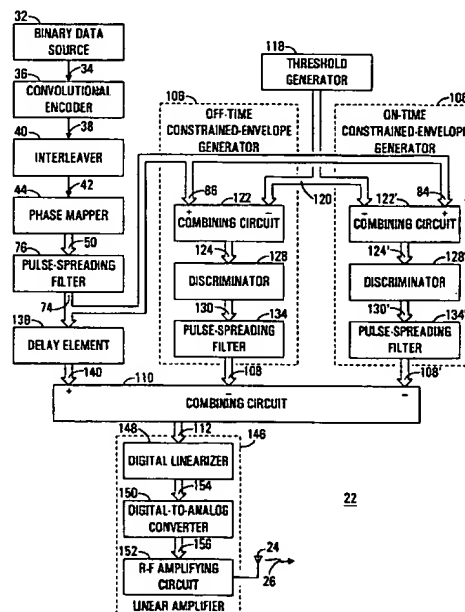 32
BINARY DATA
SOURCE
34
36
CONVOLUTIONAL
ENCODER
38
40
INTERLEAVER
42
44
PHASE MAPPER
50
76
PULSE-SPREADING
FILTER
74
138
DELAY ELEMENT
140
118
THRESHOLD
GENERATOR
106
OFF-TIME
CONSTRAINED-ENVELOPE
GENERATOR
108
ON-TIME
CONSTRAINED-ENVELOPE
GENERATOR
86
122
120
122'
84
+ −
COMBINING CIRCUIT
− +
COMBINING CIRCUIT
124
128
124'
128'
DISCRIMINATOR
DISCRIMINATOR
130
134
130'
134'
PULSE-SPREADING
FILTER
PULSE-SPREADING
FILTER
108
108'
110
+ − −
COMBINING CIRCUIT
148
112
146
DIGITAL LINEARIZER
150
154
DIGITAL-TO-ANALOG
CONVERTER
152
156
R-F AMPLIFYING
CIRCUIT
LINEAR AMPLIFIER
22
24
26